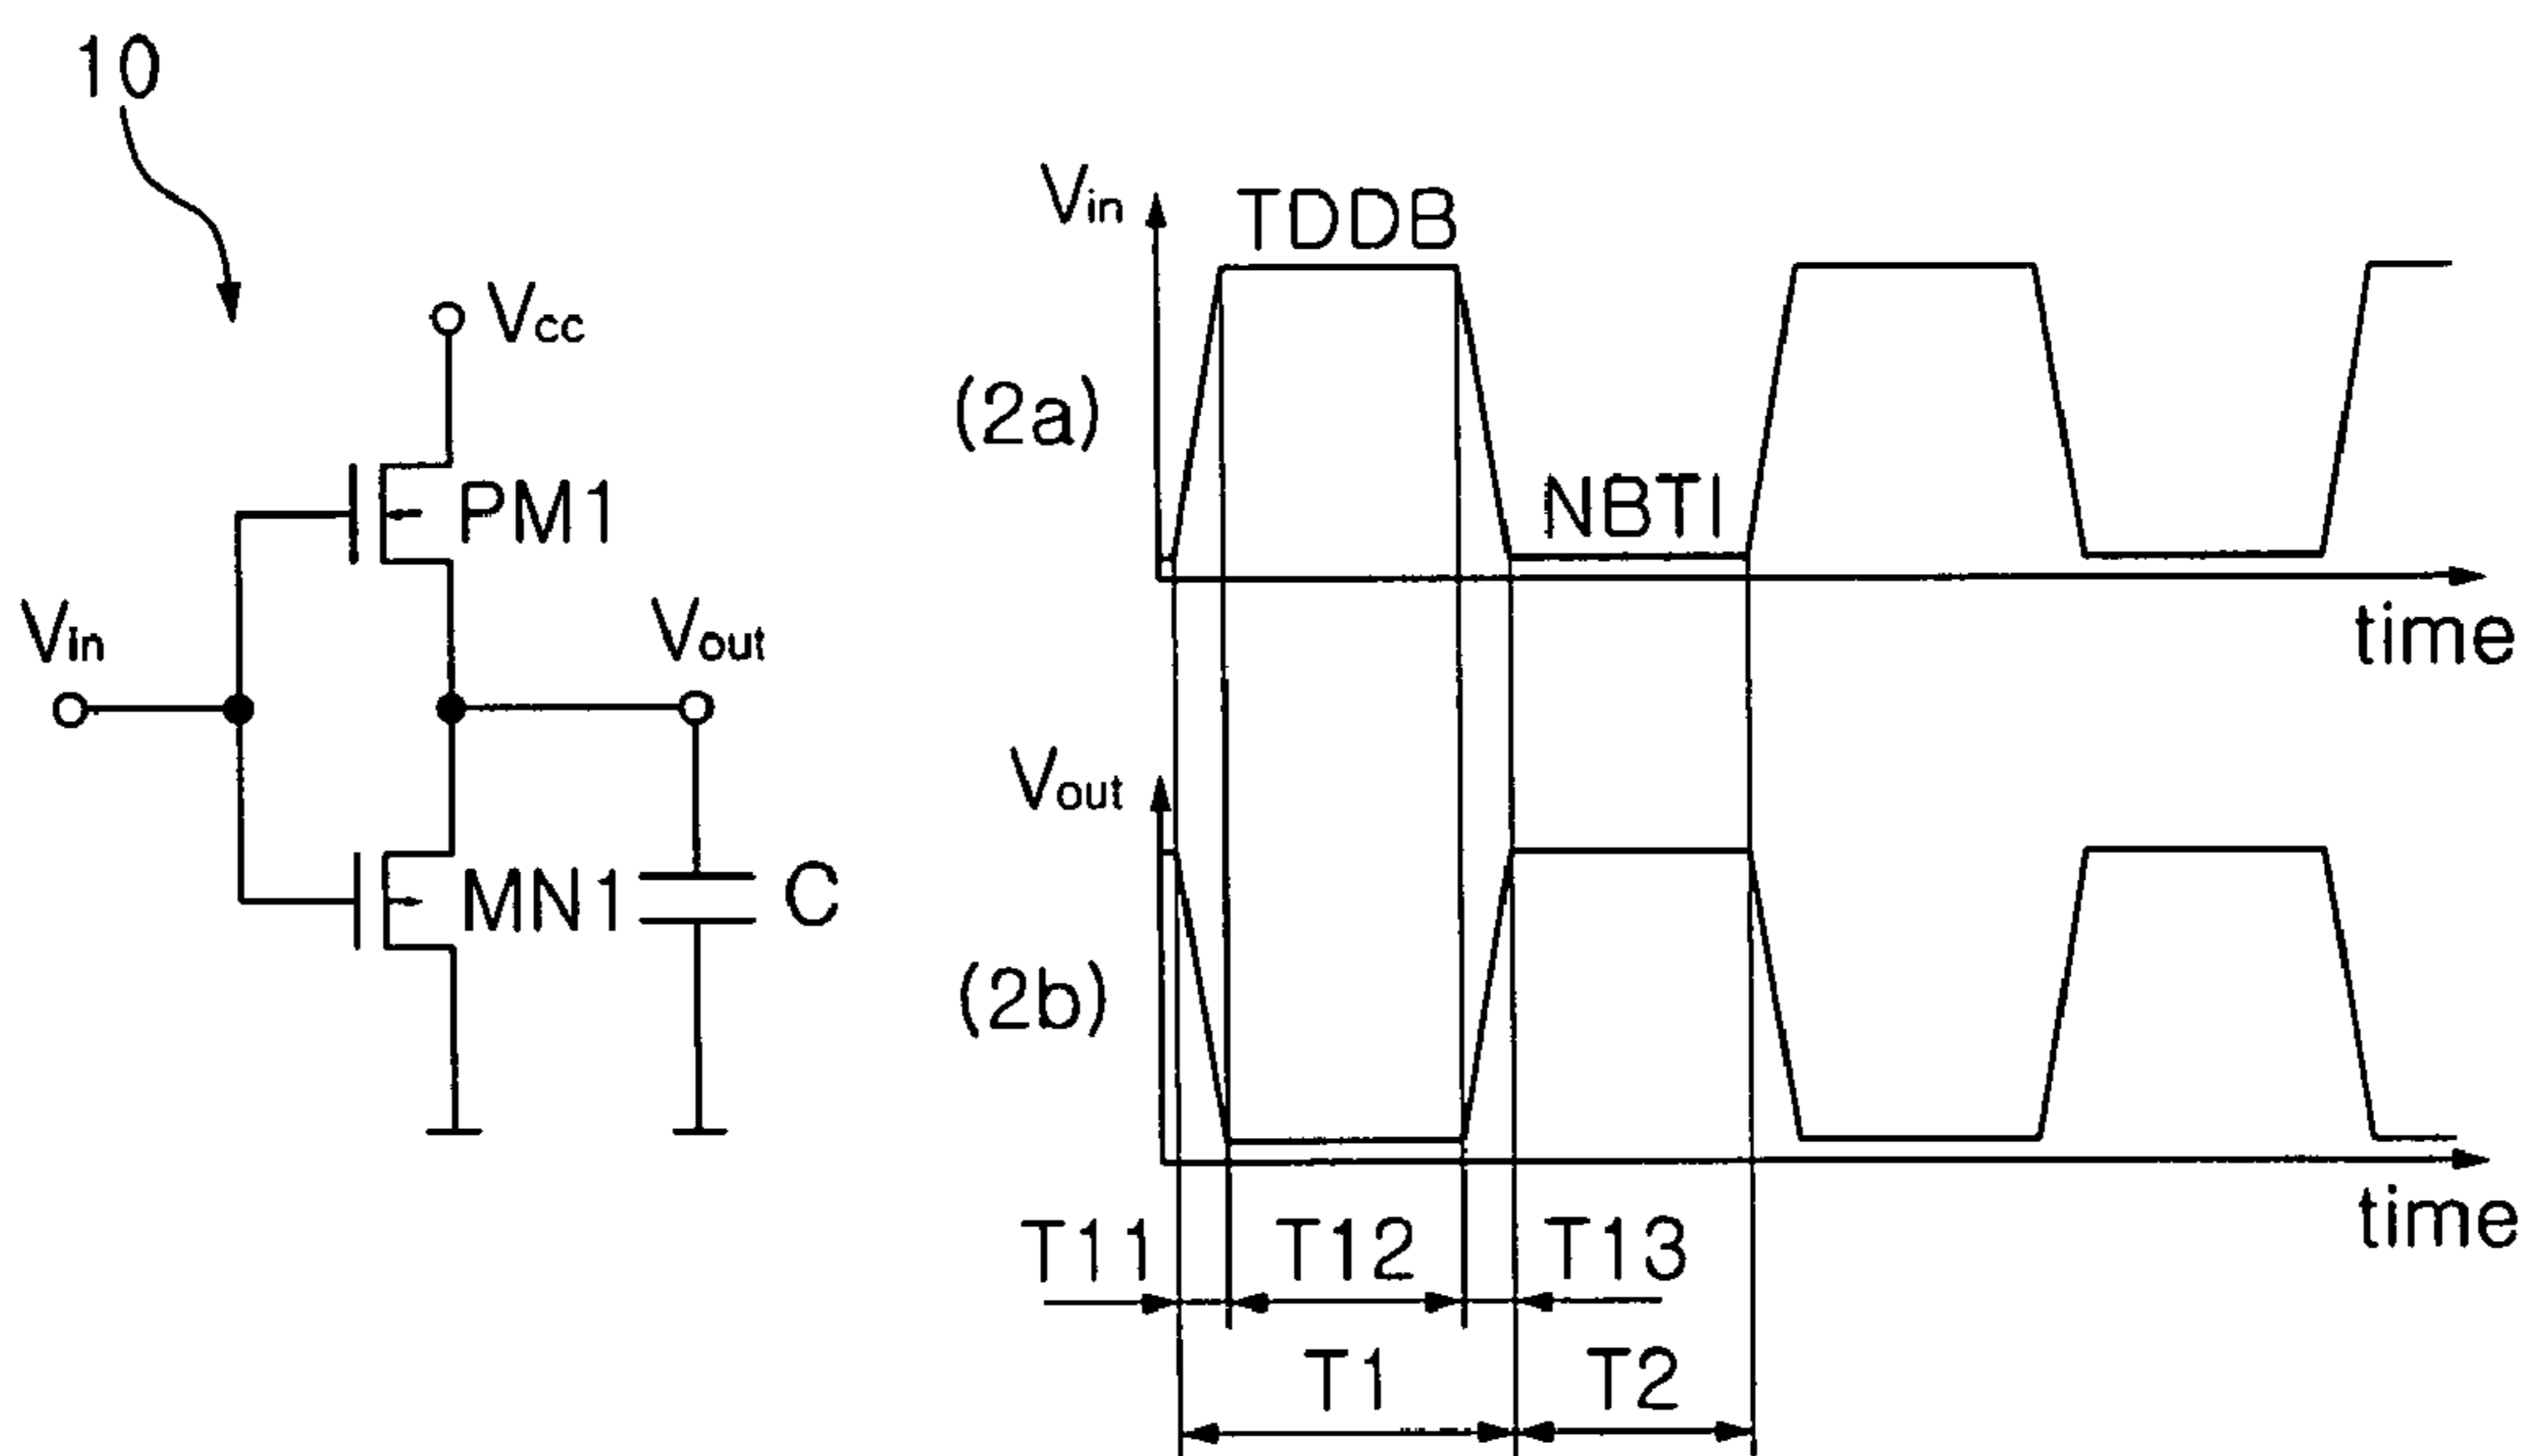 10
Vcc
PM1
Vin
Vout
MN1
C
Vin
TDDB
(2a)
NBTI
time
Vout
(2b)
time
T11
T12
T13
T1
T2